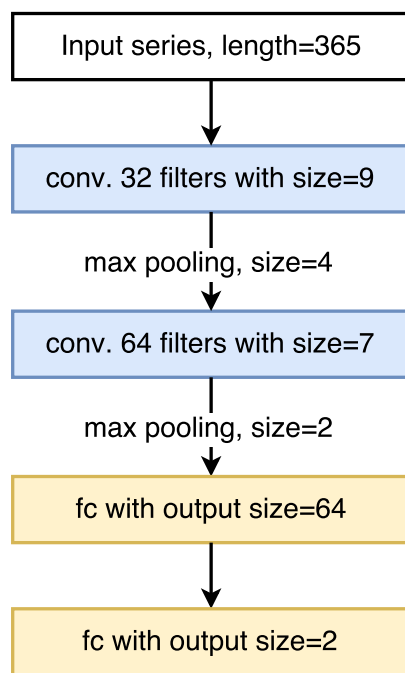 Input series, length=365
conv. 32 filters with size=9
max pooling, size=4
conv. 64 filters with size=7
max pooling, size=2
fc with output size=64
fc with output size=2